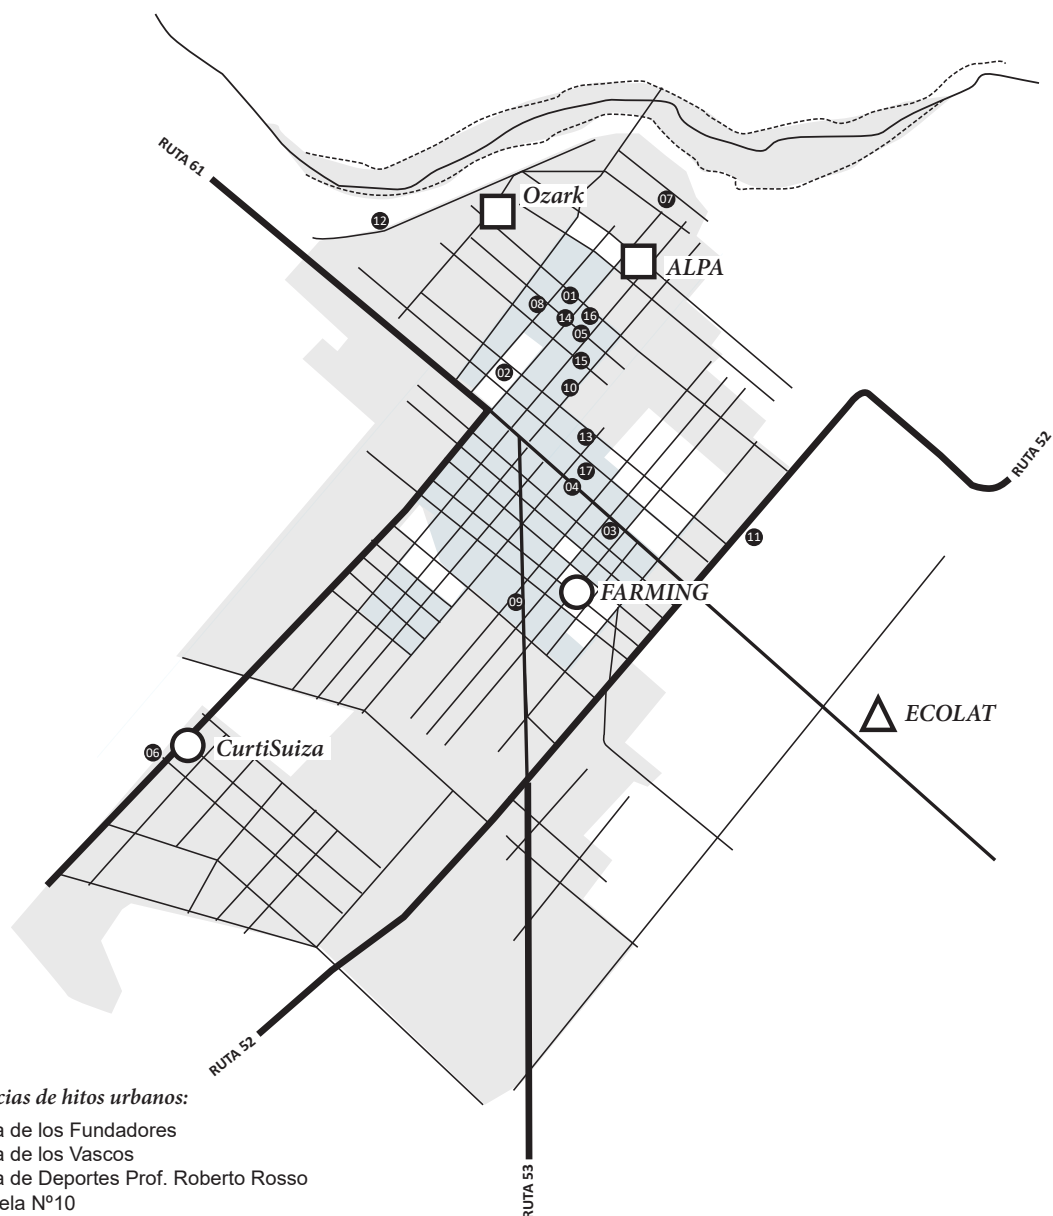 RUTA 61
12
Ozark
07
ALPA
01
08
14
16
05
15
02
10
13
17
04
RUTA 52
03
11
FARMING
09
ECOLAT
06
CurtiSuiza
RUTA 52
RUTA 53
cias de hitos urbanos:
a de los Fundadores
a de los Vascos
a de Deportes Prof. Roberto Rosso
ela Nº10